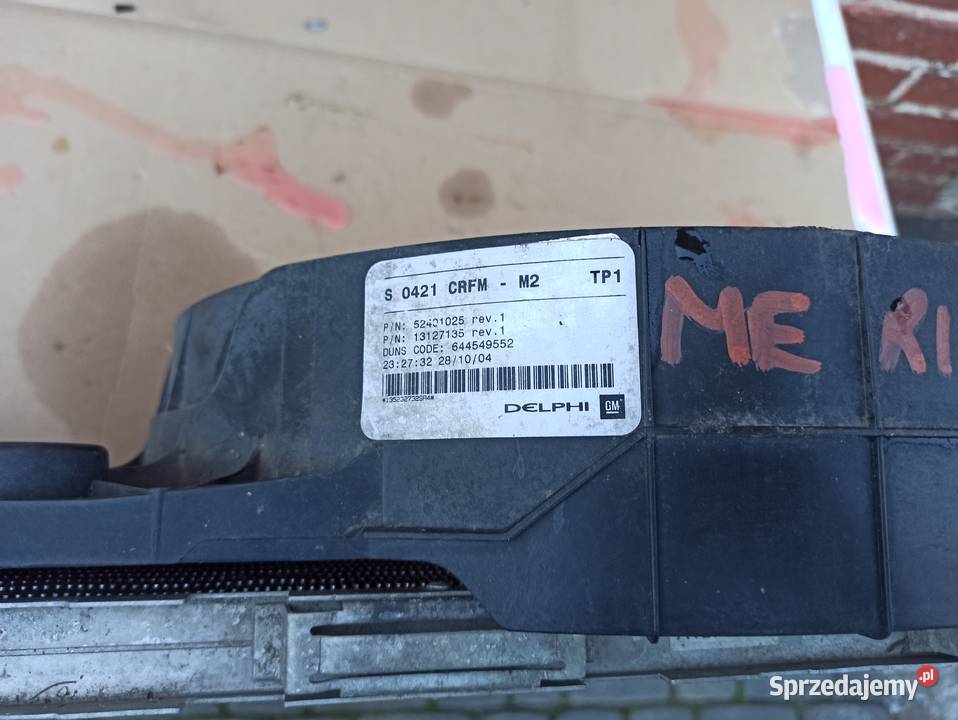 S 0421 CRFM - M2 TP1
P/N: 52491025 rev.1
P/N: 13127135 rev.1
DUNS CODE: 644549552
23:27:32 28/10/04
DELPHI GM
ME RI
Sprzedajemy.pl